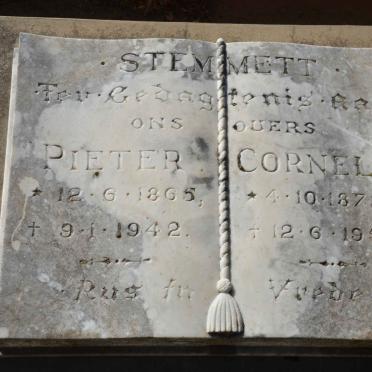 · STEMMETT ·
Ter · Gedagtenis · Aa
ONS OUERS
PIETER CORNEL
* 12 · 6 · 1865, * 4 · 10 · 187
† 9 · 1 · 1942. † 12 · 6 · 19
Rus In Vrede